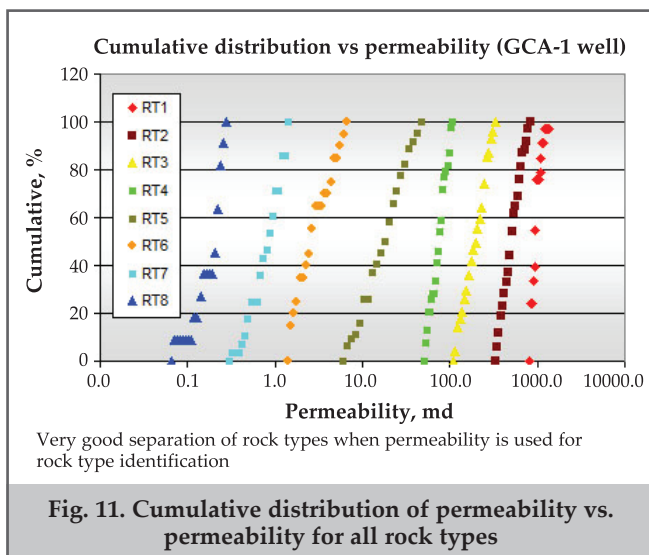 Cumulative distribution vs permeability (GCA-1 well)
120
100
80
60
40
20
0
Cumulative, %
RT1
RT2
RT3
RT4
RT5
RT6
RT7
RT8
0.0 0.1 1.0 10.0 100.0 1000.0 10000.0
Permeability, md
Very good separation of rock types when permeability is used for
rock type identification
Fig. 11. Cumulative distribution of permeability vs.
permeability for all rock types